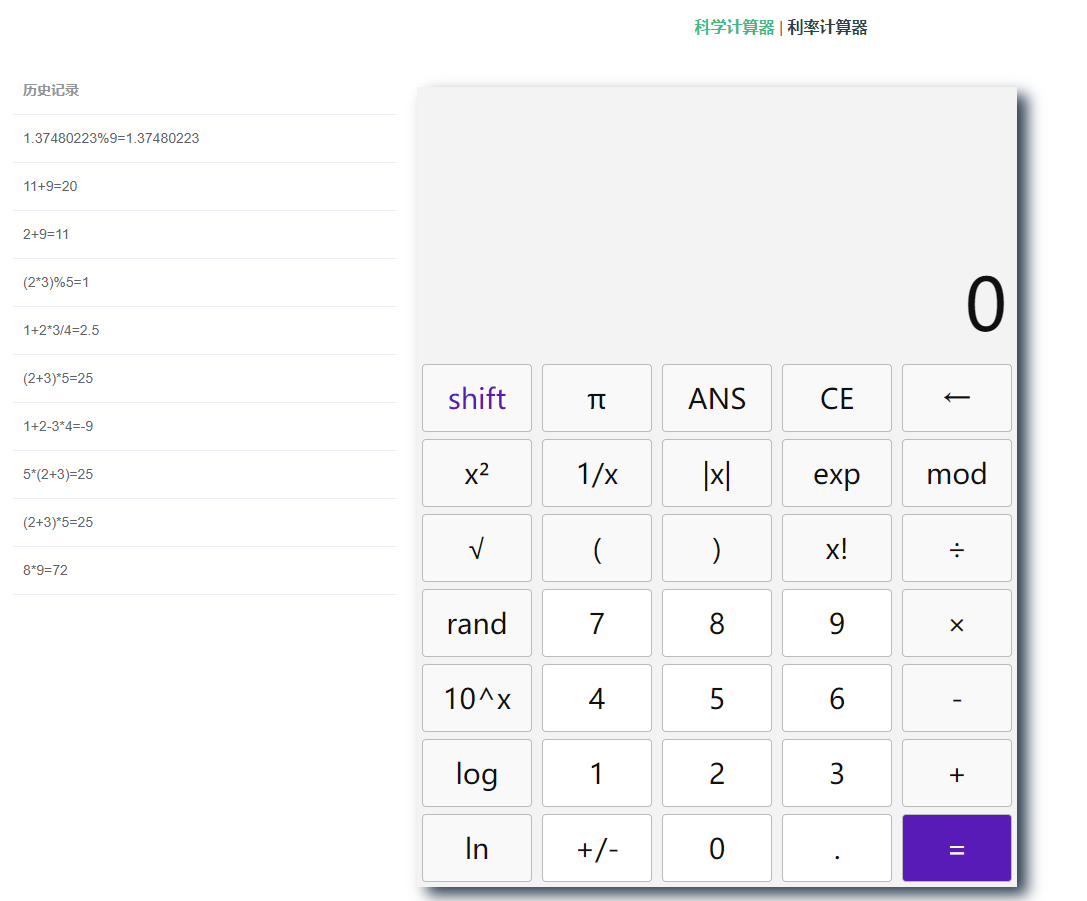 科学计算器 | 利率计算器
历史记录
1.37480223%9=1.37480223
11+9=20
2+9=11
(2*3)%5=1
1+2*3/4=2.5
(2+3)*5=25
1+2-3*4=-9
5*(2+3)=25
(2+3)*5=25
8*9=72
0
shift π ANS CE ←
x² 1/x |x| exp mod
√ ( ) x! ÷
rand 7 8 9 ×
10^x 4 5 6 -
log 1 2 3 +
ln +/- 0 . =